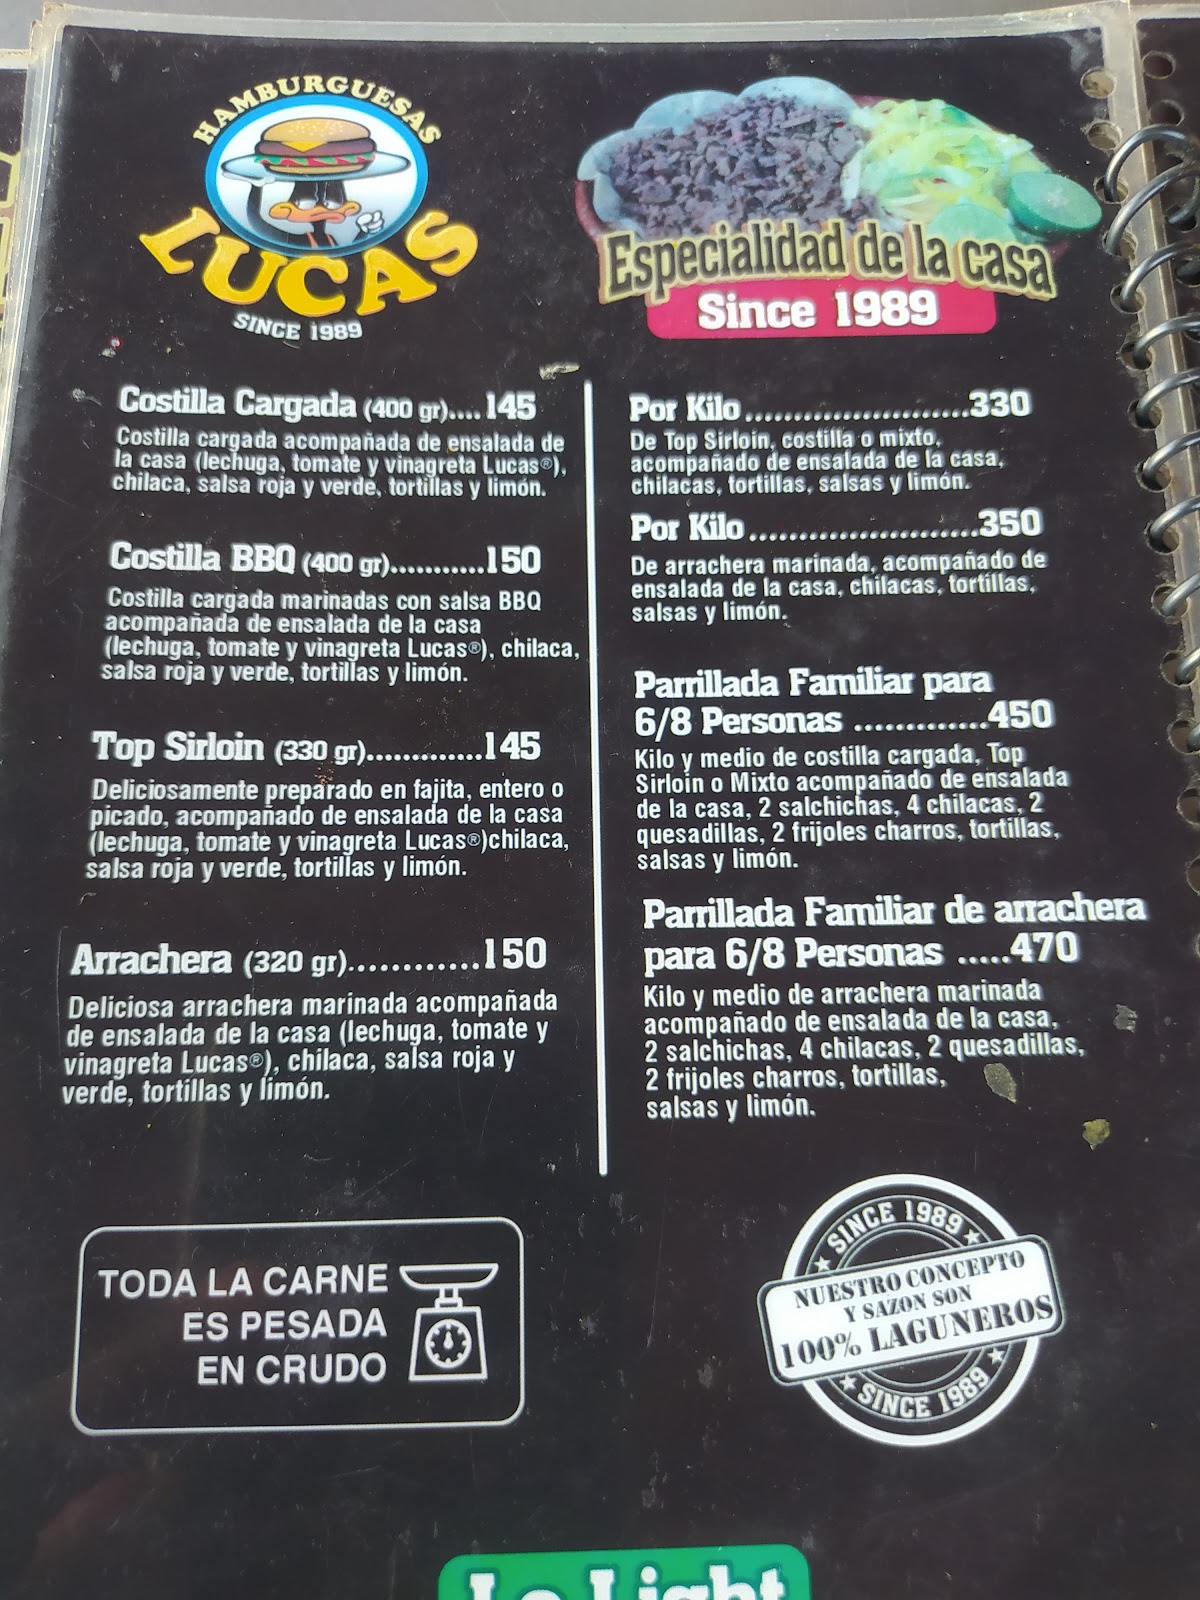 HAMBURGUESAS
LUCAS
SINCE 1989
Especialidad de la casa
Since 1989
Costilla Cargada (400 gr)....145
Costilla cargada acompañada de ensalada de
la casa (lechuga, tomate y vinagreta Lucas®),
chilaca, salsa roja y verde, tortillas y limón.
Costilla BBQ (400 gr)............150
Costilla cargada marinadas con salsa BBQ
acompañada de ensalada de la casa
(lechuga, tomate y vinagreta Lucas®), chilaca,
salsa roja y verde, tortillas y limón.
Top Sirloin (330 gr).............145
Deliciosamente preparado en fajita, entero o
picado, acompañado de ensalada de la casa
(lechuga, tomate y vinagreta Lucas®)chilaca,
salsa roja y verde, tortillas y limón.
Arrachera (320 gr)............150
Deliciosa arrachera marinada acompañada
de ensalada de la casa (lechuga, tomate y
vinagreta Lucas®), chilaca, salsa roja y
verde, tortillas y limón.
Por Kilo.......................330
De Top Sirloin, costilla o mixto,
acompañado de ensalada de la casa,
chilacas, tortillas, salsas y limón.
Por Kilo.......................350
De arrachera marinada, acompañado de
ensalada de la casa, chilacas, tortillas,
salsas y limón.
Parrillada Familiar para
6/8 Personas .............450
Kilo y medio de costilla cargada, Top
Sirloin o Mixto acompañado de ensalada
de la casa, 2 salchichas, 4 chilacas, 2
quesadillas, 2 frijoles charros, tortillas,
salsas y limón.
Parrillada Familiar de arrachera
para 6/8 Personas .....470
Kilo y medio de arrachera marinada
acompañado de ensalada de la casa,
2 salchichas, 4 chilacas, 2 quesadillas,
2 frijoles charros, tortillas,
salsas y limón.
TODA LA CARNE
ES PESADA
EN CRUDO
SINCE 1989
NUESTRO CONCEPTO
Y SAZON SON
100% LAGUNEROS
SINCE 1989
Lo Light